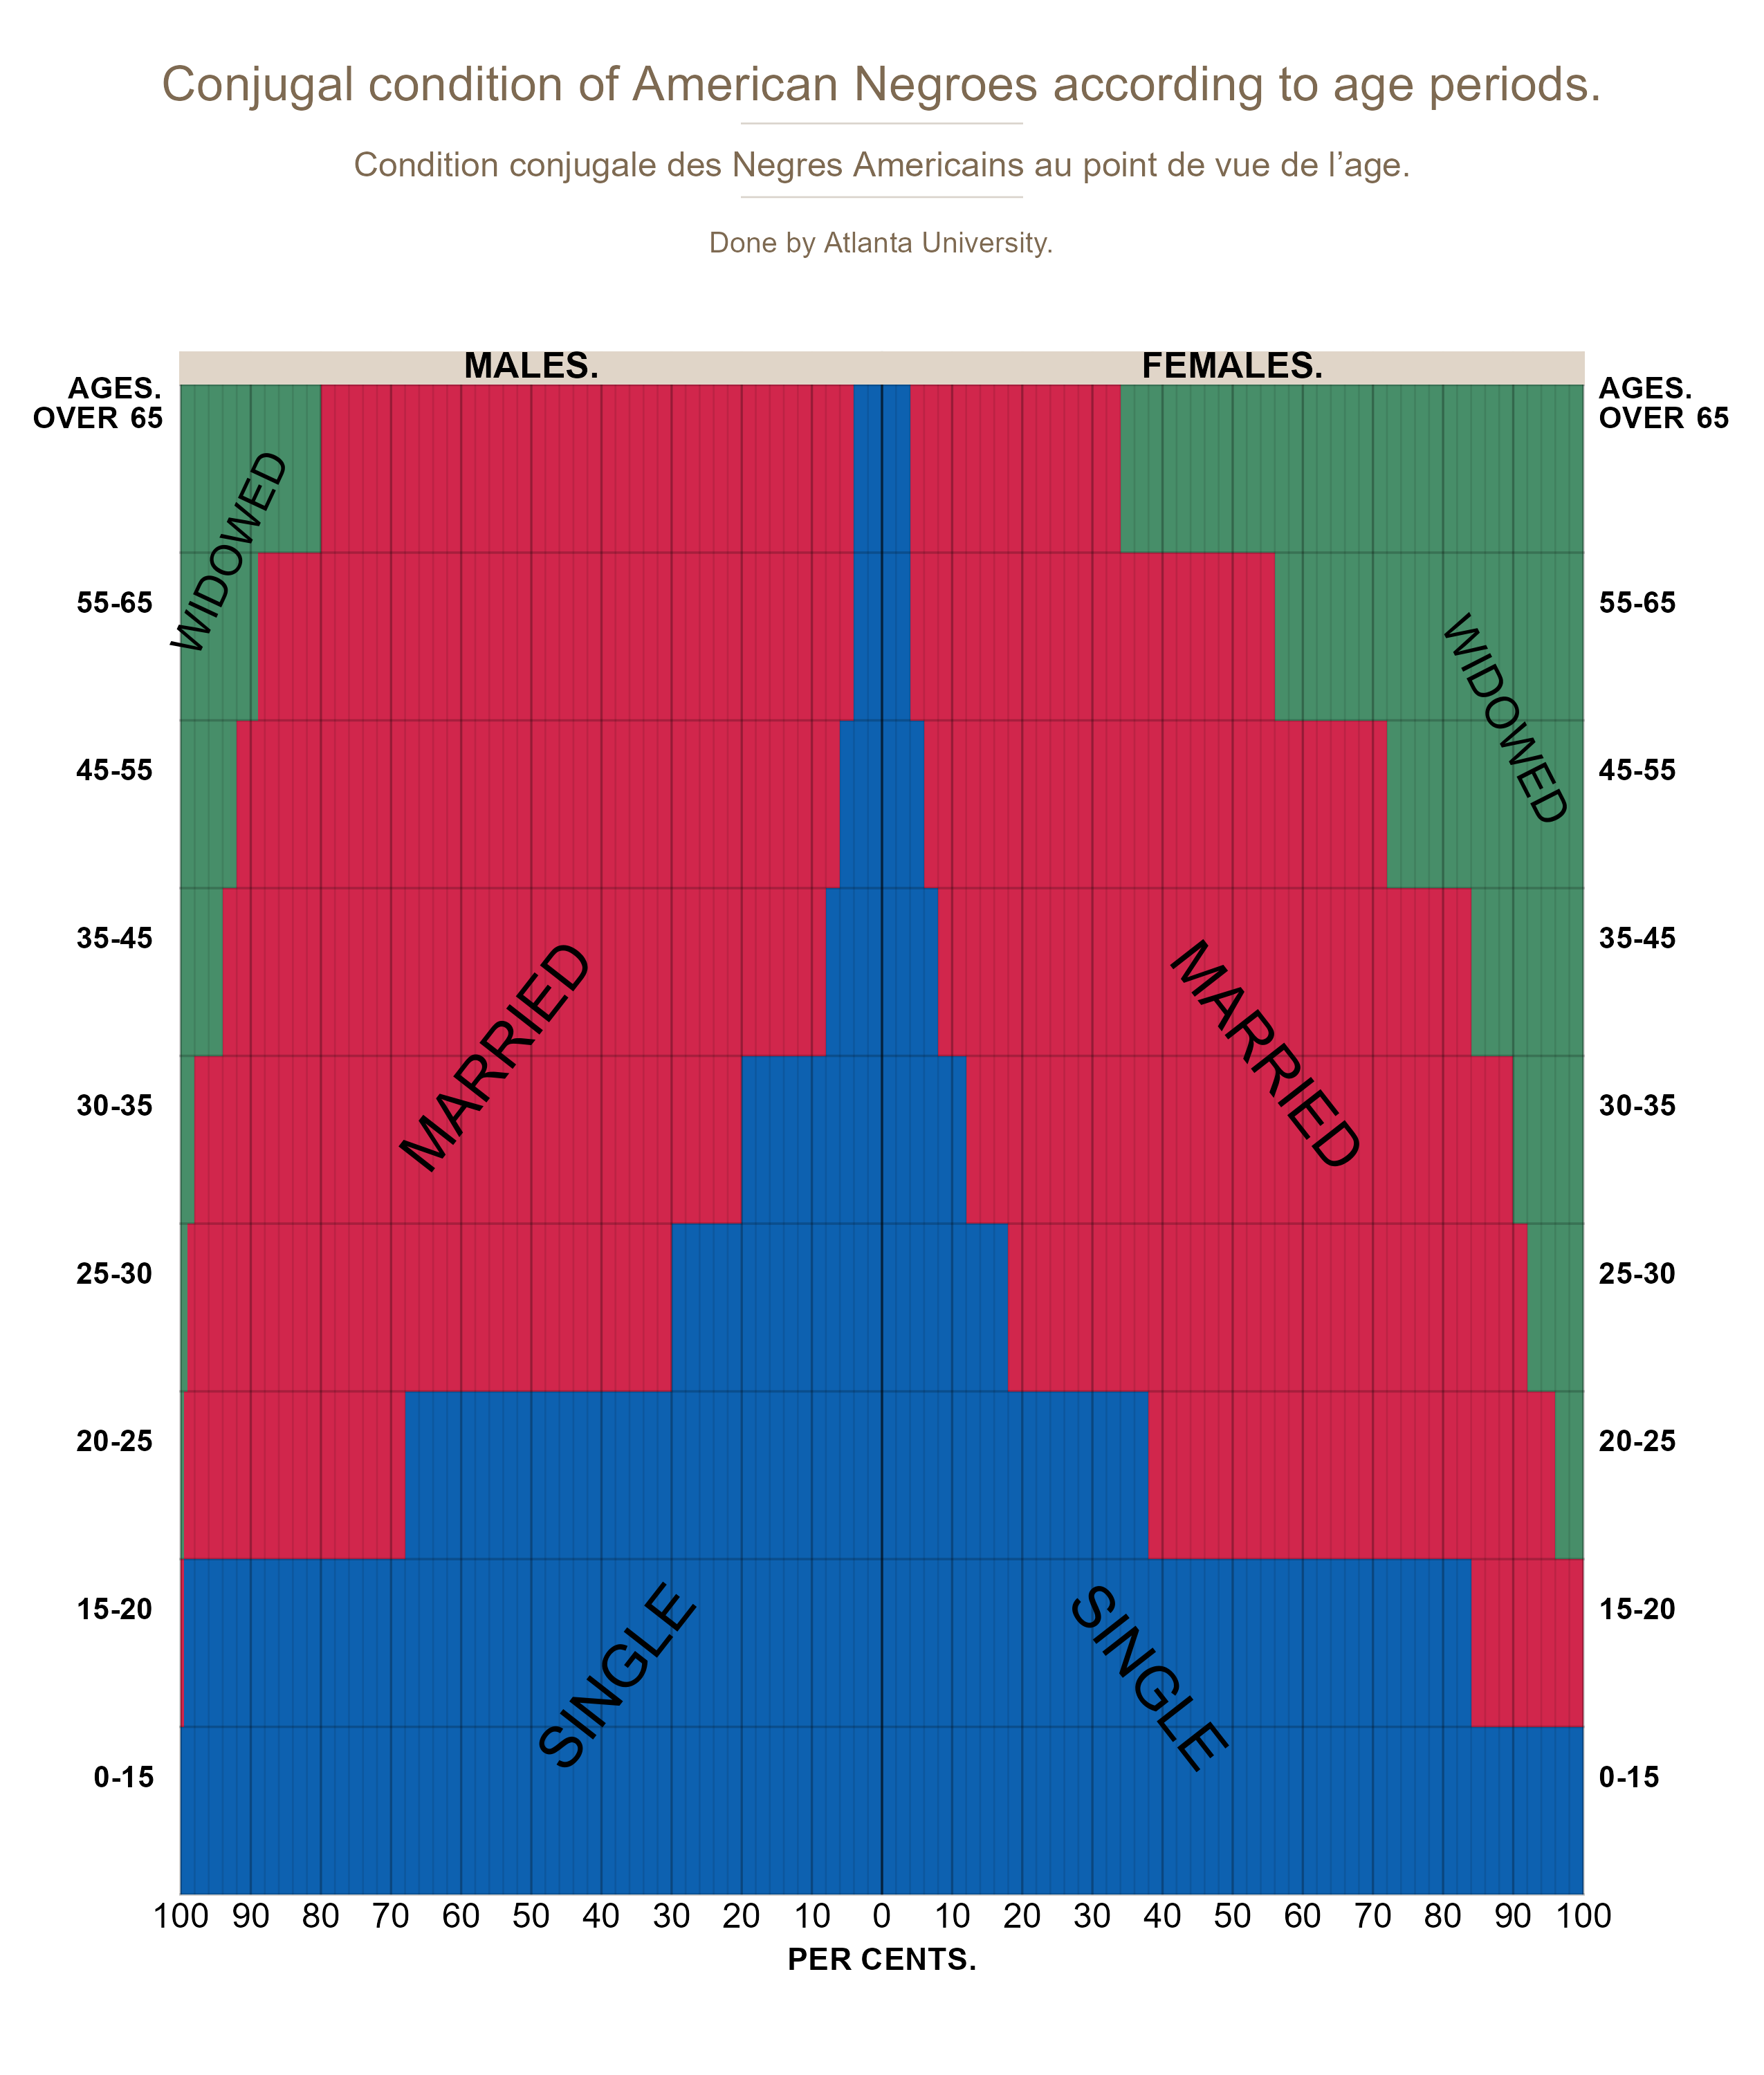 Conjugal condition of American Negroes according to age periods.
Condition conjugale des Negres Americains au point de vue de l’age.
Done by Atlanta University.
MALES. FEMALES.
AGES. AGES.
OVER 65 OVER 65
WIDOWED
55-65 55-65
WIDOWED
45-55 45-55
35-45 35-45
MARRIED MARRIED
30-35 30-35
25-30 25-30
20-25 20-25
15-20 15-20
SINGLE SINGLE
0-15 0-15
100 90 80 70 60 50 40 30 20 10 0 10 20 30 40 50 60 70 80 90 100
PER CENTS.